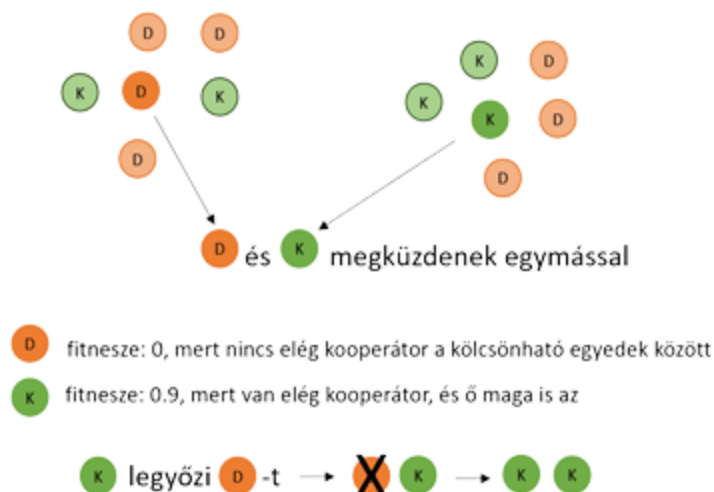 D D
K D K
D
K D
K K D
D
D és K megküzdenek egymással
D fitnesze: 0, mert nincs elég kooperátor a kölcsönható egyedek között
K fitnesze: 0.9, mert van elég kooperátor, és ő maga is az
K legyőzi D -t X K K K